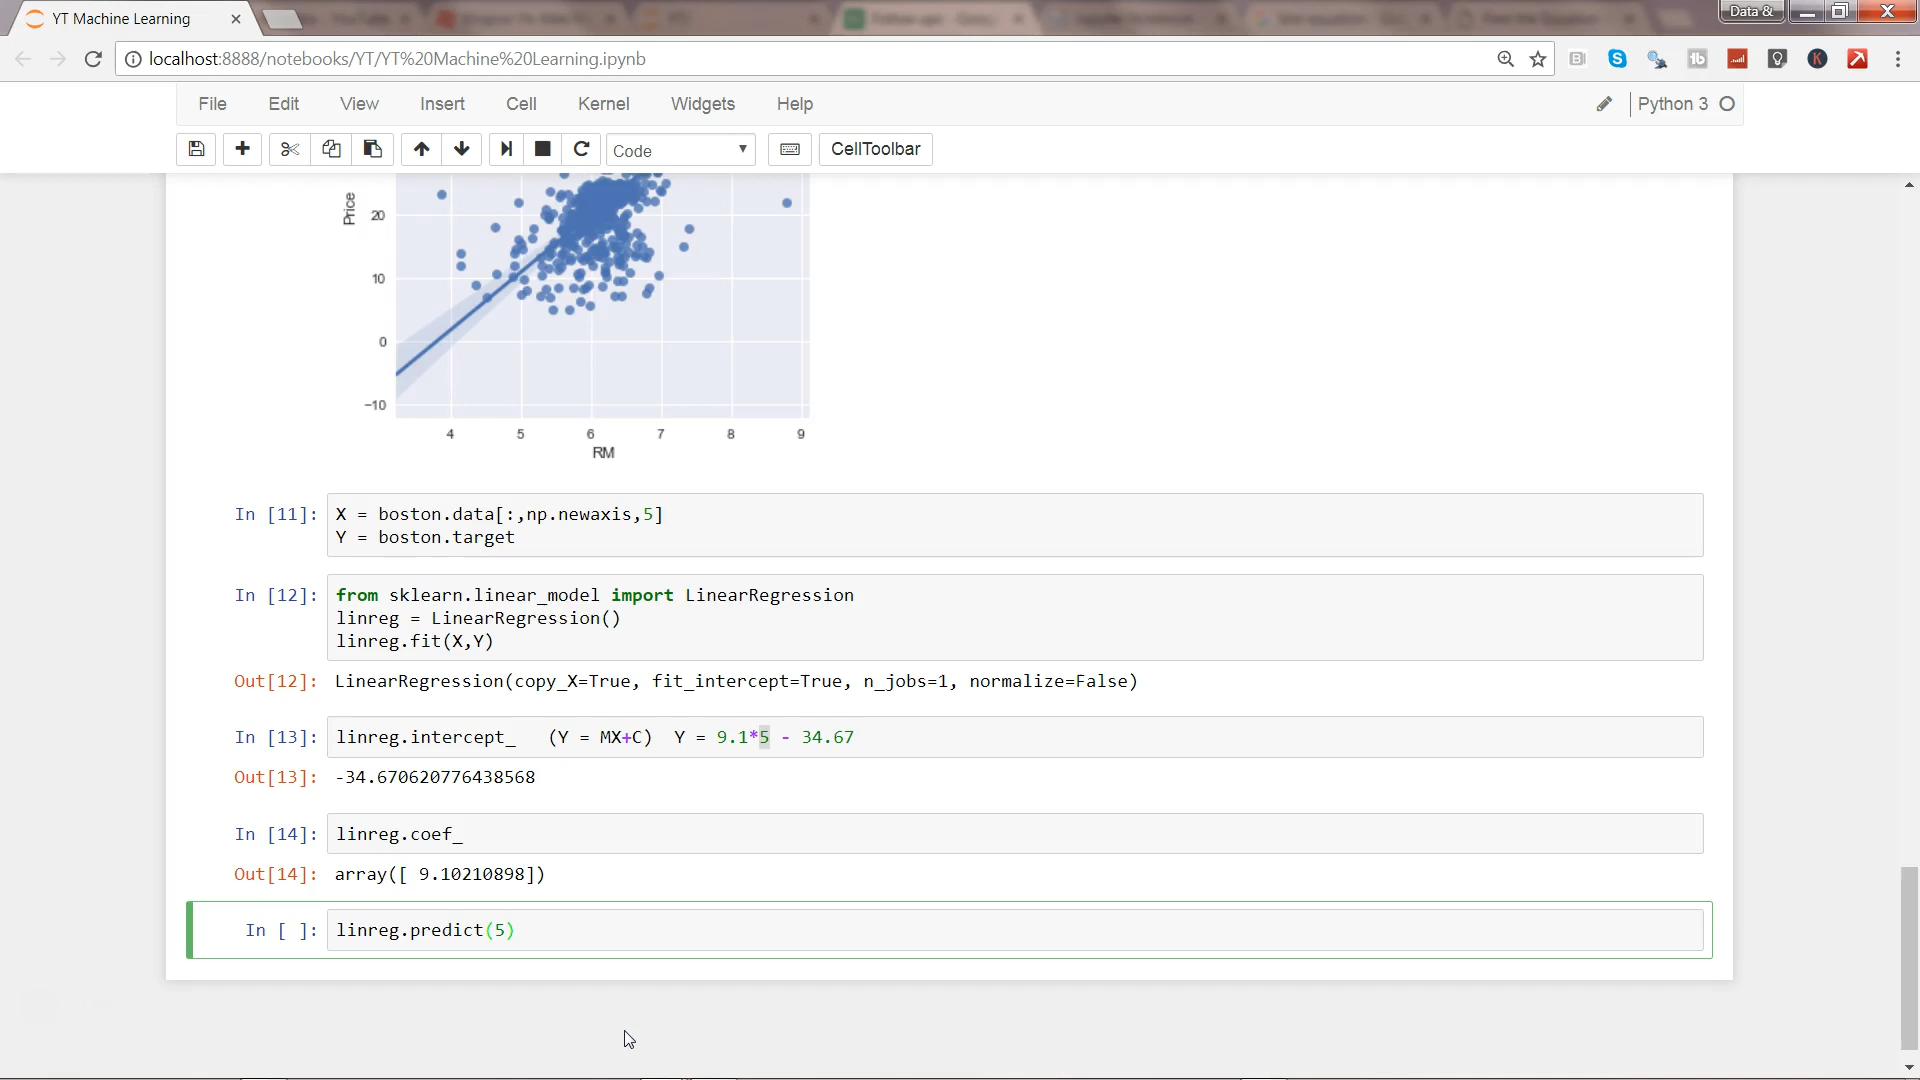 YT Machine Learning
Data &
localhost:8888/notebooks/YT/YT%20Machine%20Learning.ipynb
File Edit View Insert Cell Kernel Widgets Help
Python 3
Code
CellToolbar
Price
20
10
0
−10
4 5 6 7 8 9
RM
In [11]: X = boston.data[:,np.newaxis,5]
Y = boston.target
In [12]: from sklearn.linear_model import LinearRegression
linreg = LinearRegression()
linreg.fit(X,Y)
Out[12]: LinearRegression(copy_X=True, fit_intercept=True, n_jobs=1, normalize=False)
In [13]: linreg.intercept_ (Y = MX+C) Y = 9.1*5 - 34.67
Out[13]: -34.670620776438568
In [14]: linreg.coef_
Out[14]: array([ 9.10210898])
In [ ]: linreg.predict(5)